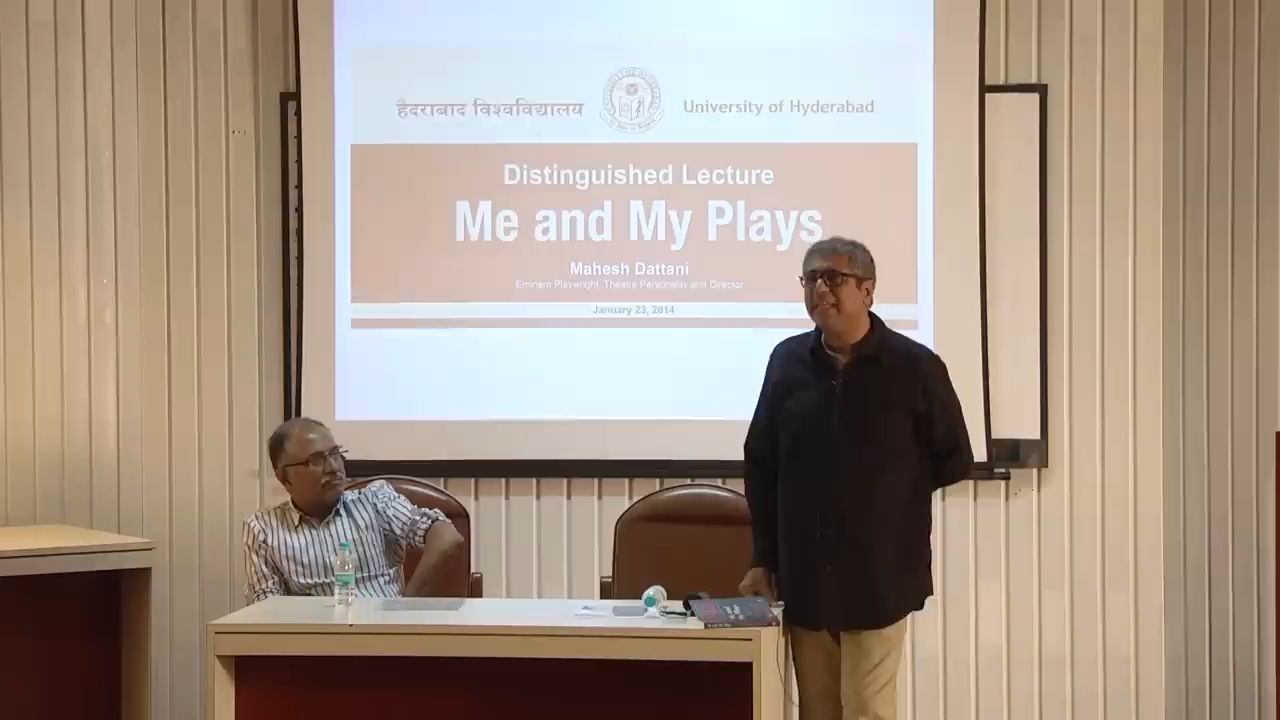 हैदराबाद विश्वविद्यालय University of Hyderabad
Distinguished Lecture
Me and My Plays
Mahesh Dattani
Eminent Playwright, Theatre Personality and Director
January 23, 2014